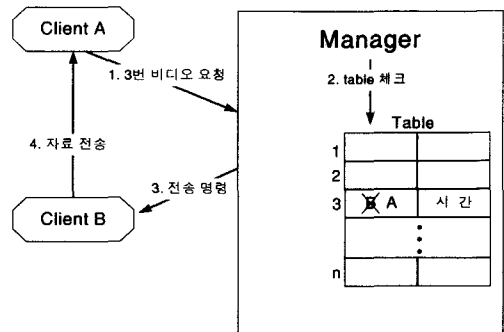 Client A
Manager
1. 3번 비디오 요청
2. table 체크
Table
4. 자료 전송
1
2
3. 전송 명령
3 B A 시 간
Client B
n